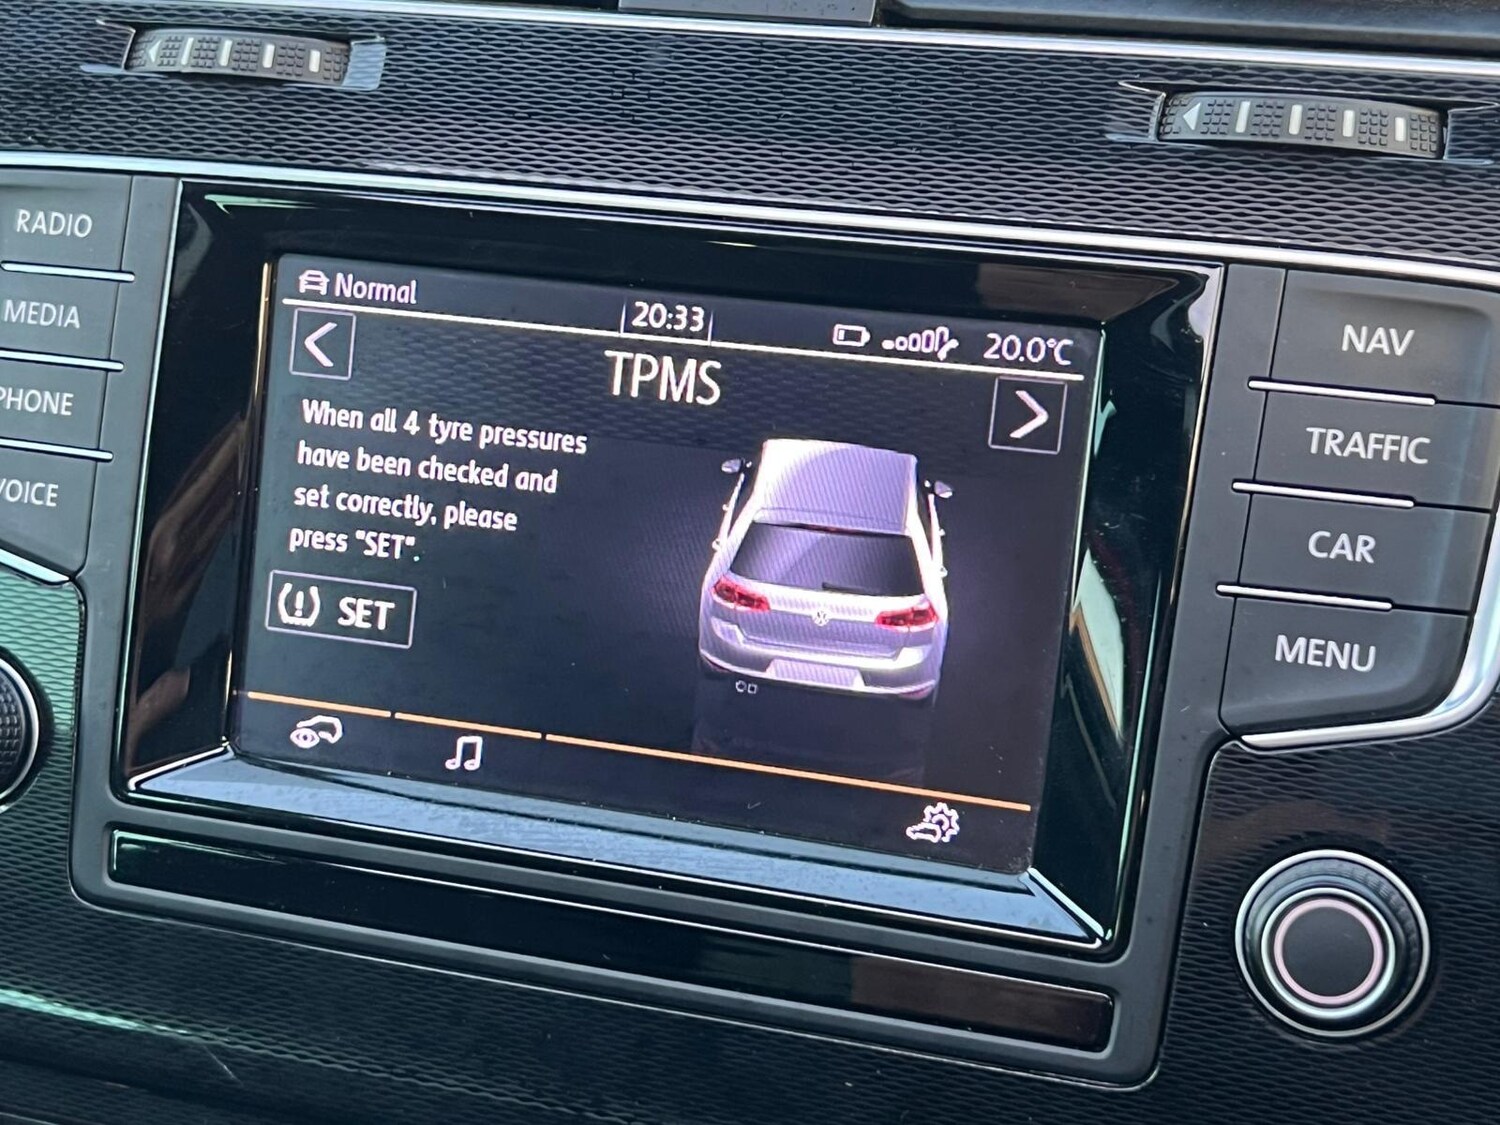 RADIO
MEDIA
PHONE
VOICE
Normal
20:33
20.0°C
TPMS
When all 4 tyre pressures
have been checked and
set correctly, please
press "SET".
SET
NAV
TRAFFIC
CAR
MENU